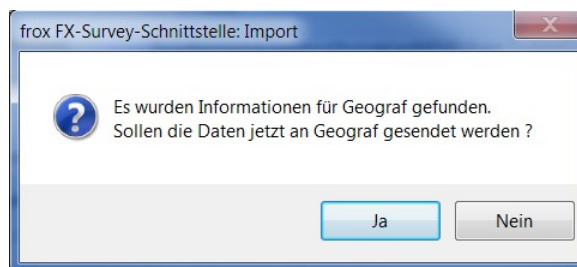 frox FX-Survey-Schnittstelle: Import
Es wurden Informationen für Geograf gefunden.
Sollen die Daten jetzt an Geograf gesendet werden ?
Ja
Nein